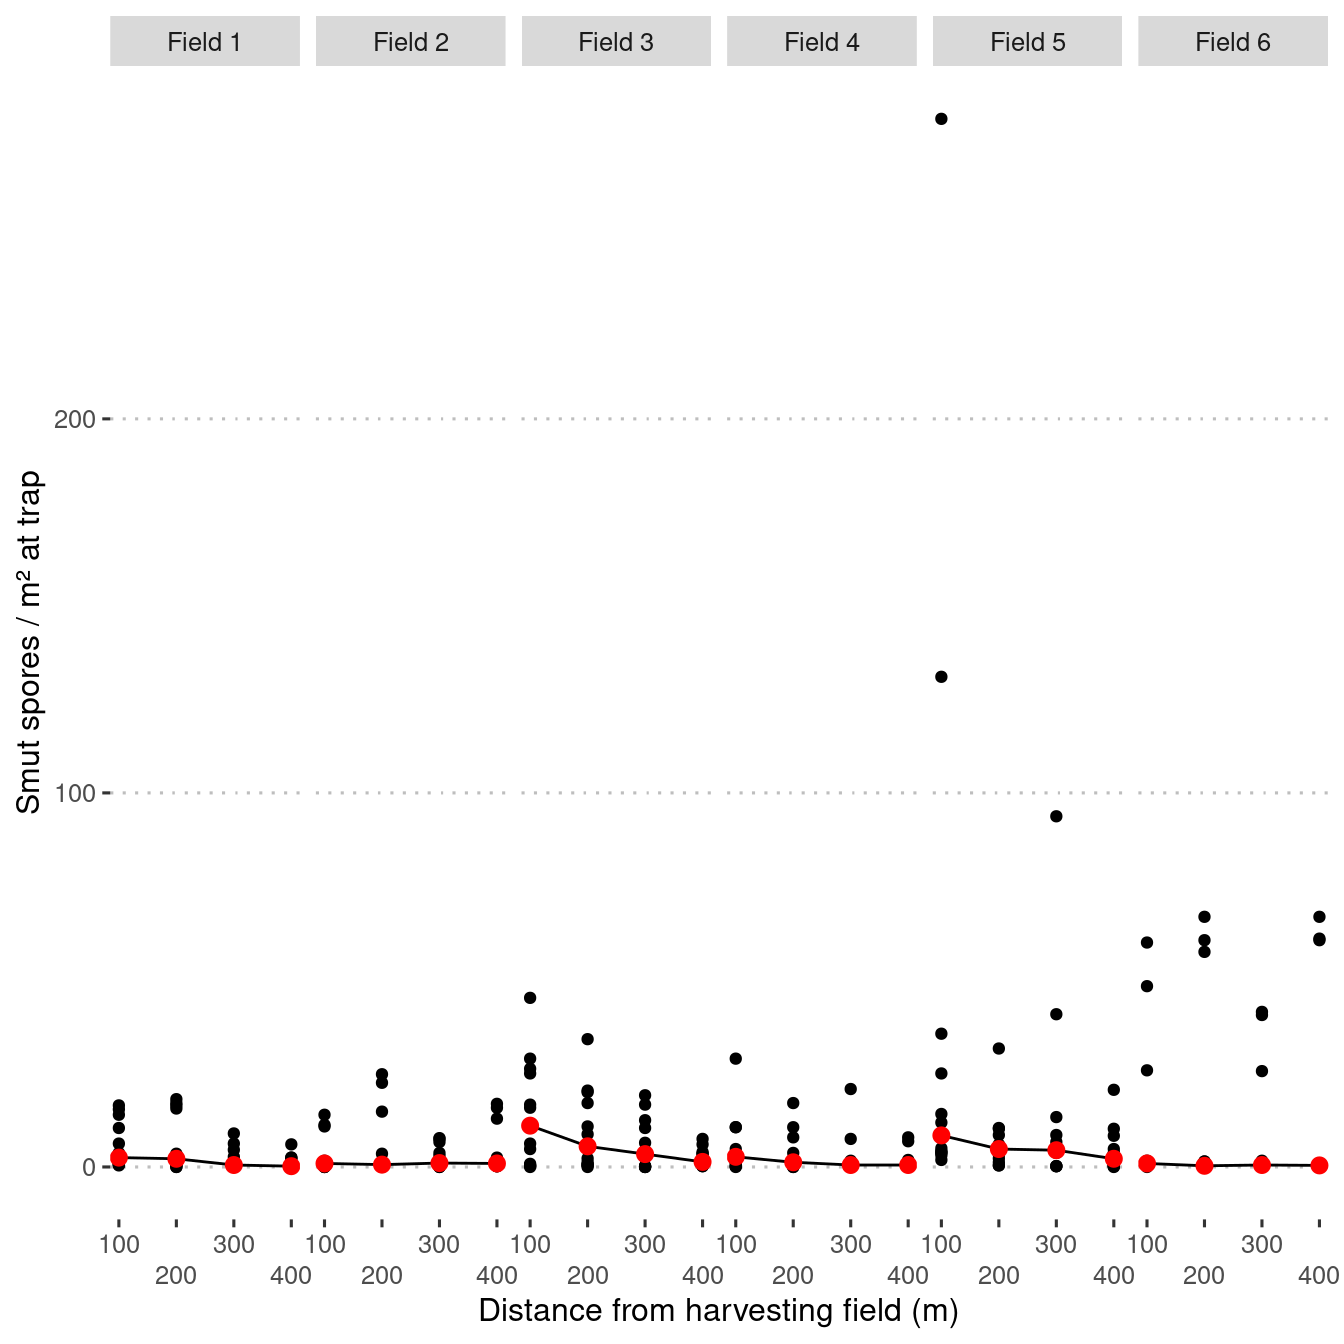 Field 1 Field 2 Field 3 Field 4 Field 5 Field 6
200
100
0
Smut spores / m² at trap
100 300 100 300 100 300 100 300 100 300 100 300
200 400 200 400 200 400 200 400 200 400 200 400
Distance from harvesting field (m)